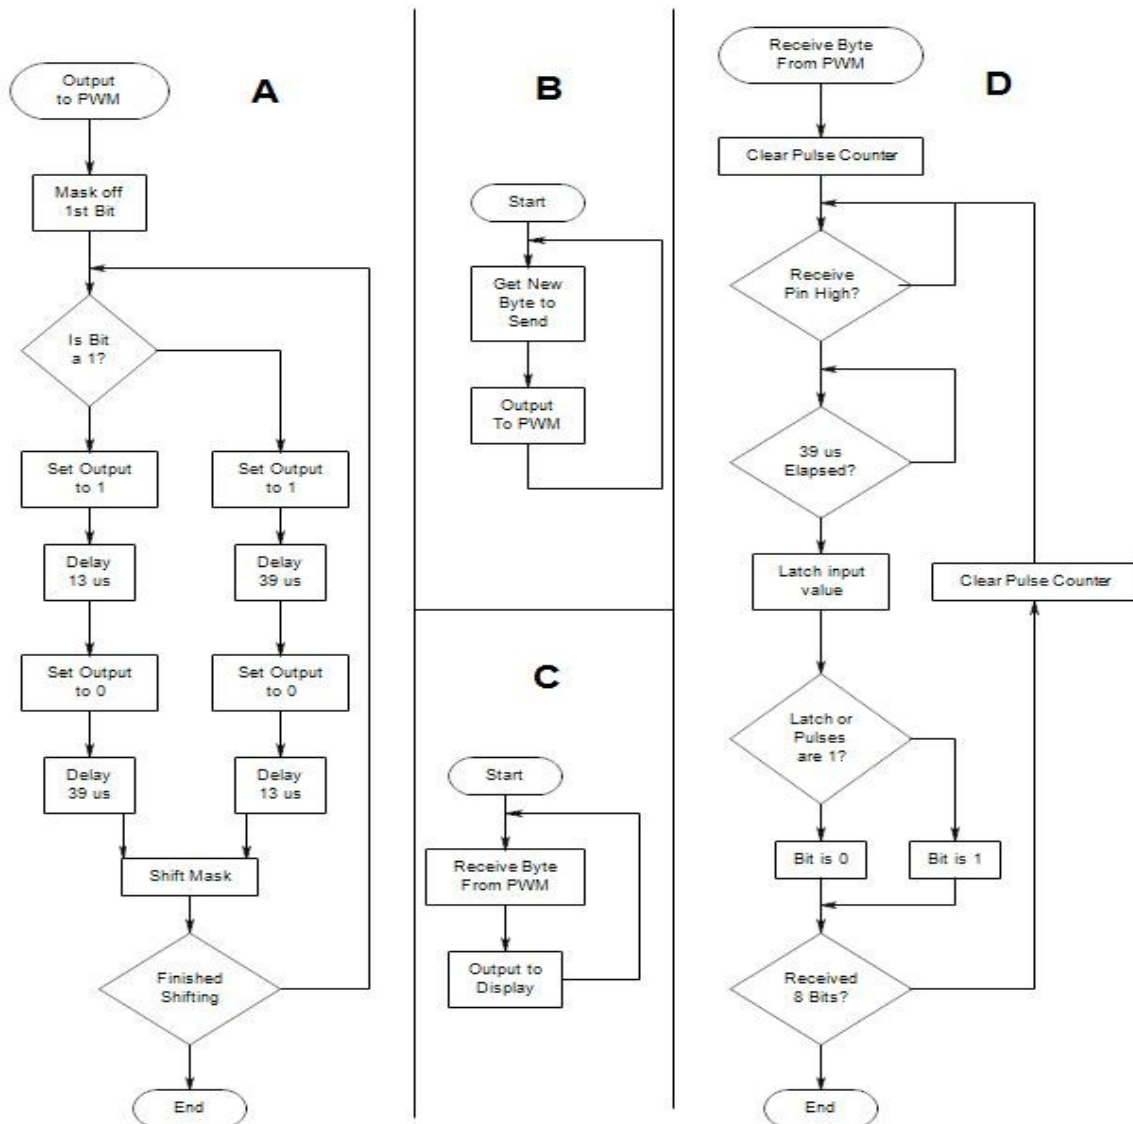 Output
to PWM
A
Mask off
1st Bit
Is Bit
a 1?
Set Output
to 1
Set Output
to 1
Delay
13 us
Delay
39 us
Set Output
to 0
Set Output
to 0
Delay
39 us
Delay
13 us
Shift Mask
Finished
Shifting
End
B
Start
Get New
Byte to
Send
Output
To PWM
C
Start
Receive Byte
From PWM
Output to
Display
Receive Byte
From PWM
D
Clear Pulse Counter
Receive
Pin High?
39 us
Elapsed?
Latch input
value
Clear Pulse Counter
Latch or
Pulses
are 1?
Bit is 0
Bit is 1
Received
8 Bits?
End